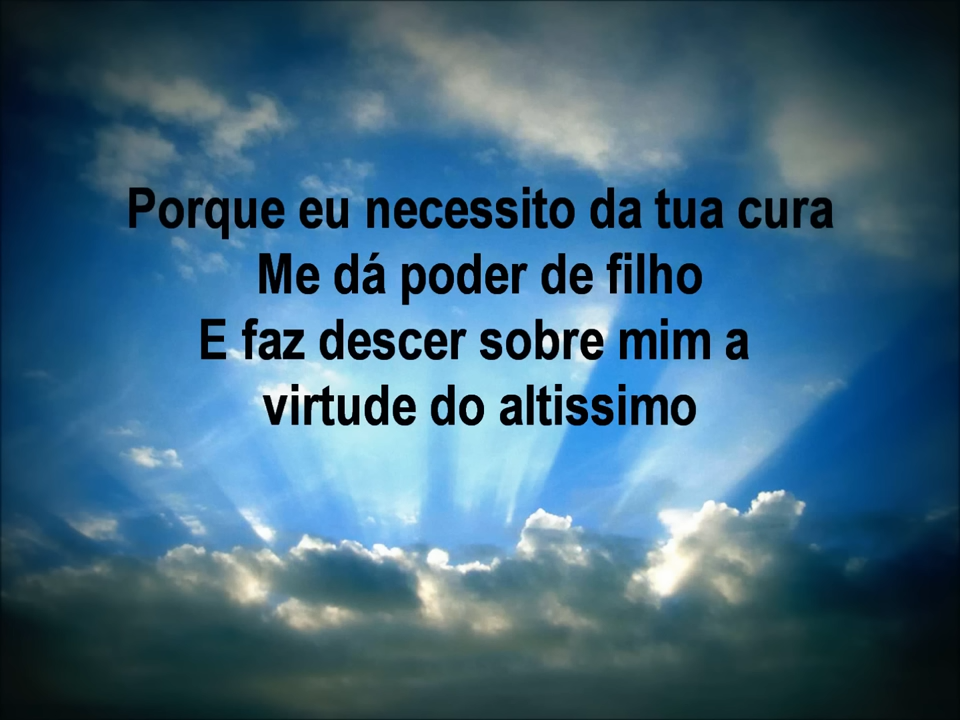 Porque eu necessito da tua cura
Me dá poder de filho
E faz descer sobre mim a
virtude do altissimo